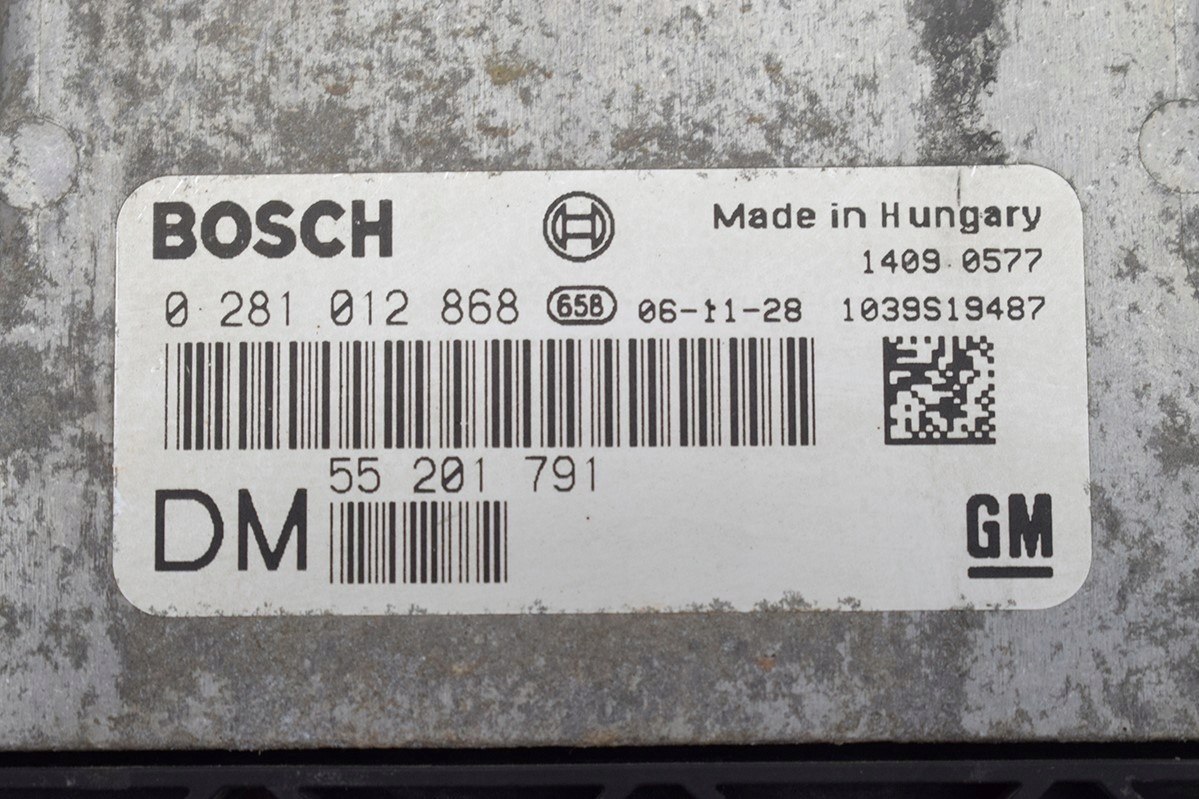 BOSCH Made in Hungary
1409 0577
0 281 012 868 658 06-11-28 1039S19487
55 201 791
DM
GM